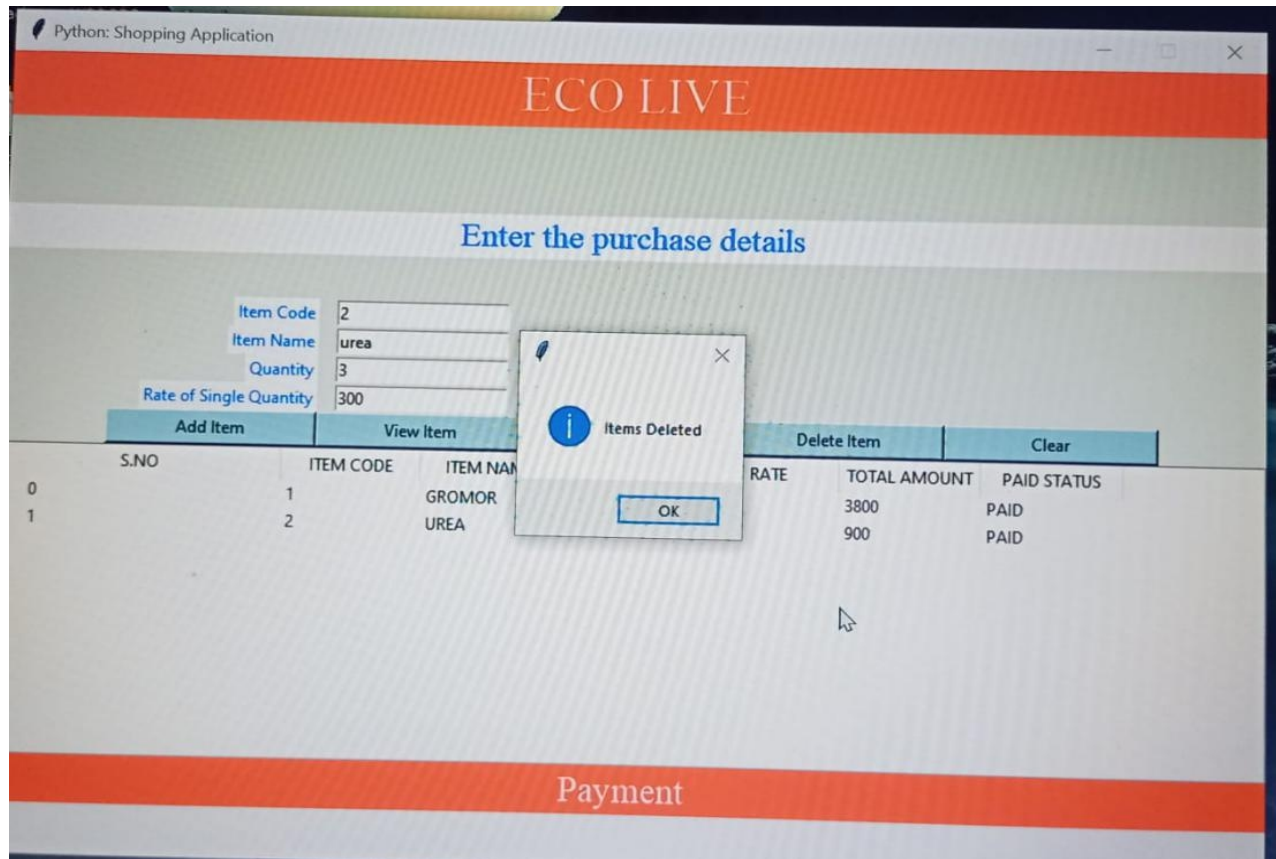 Python: Shopping Application
ECO LIVE
Enter the purchase details
Item Code 2
Item Name urea
Quantity 3
Rate of Single Quantity 300
Items Deleted
OK
Add Item View Item Delete Item Clear
S.NO ITEM CODE ITEM RATE TOTAL AMOUNT PAID STATUS
0 1 GROMOR 3800 PAID
1 2 UREA 900 PAID
Payment